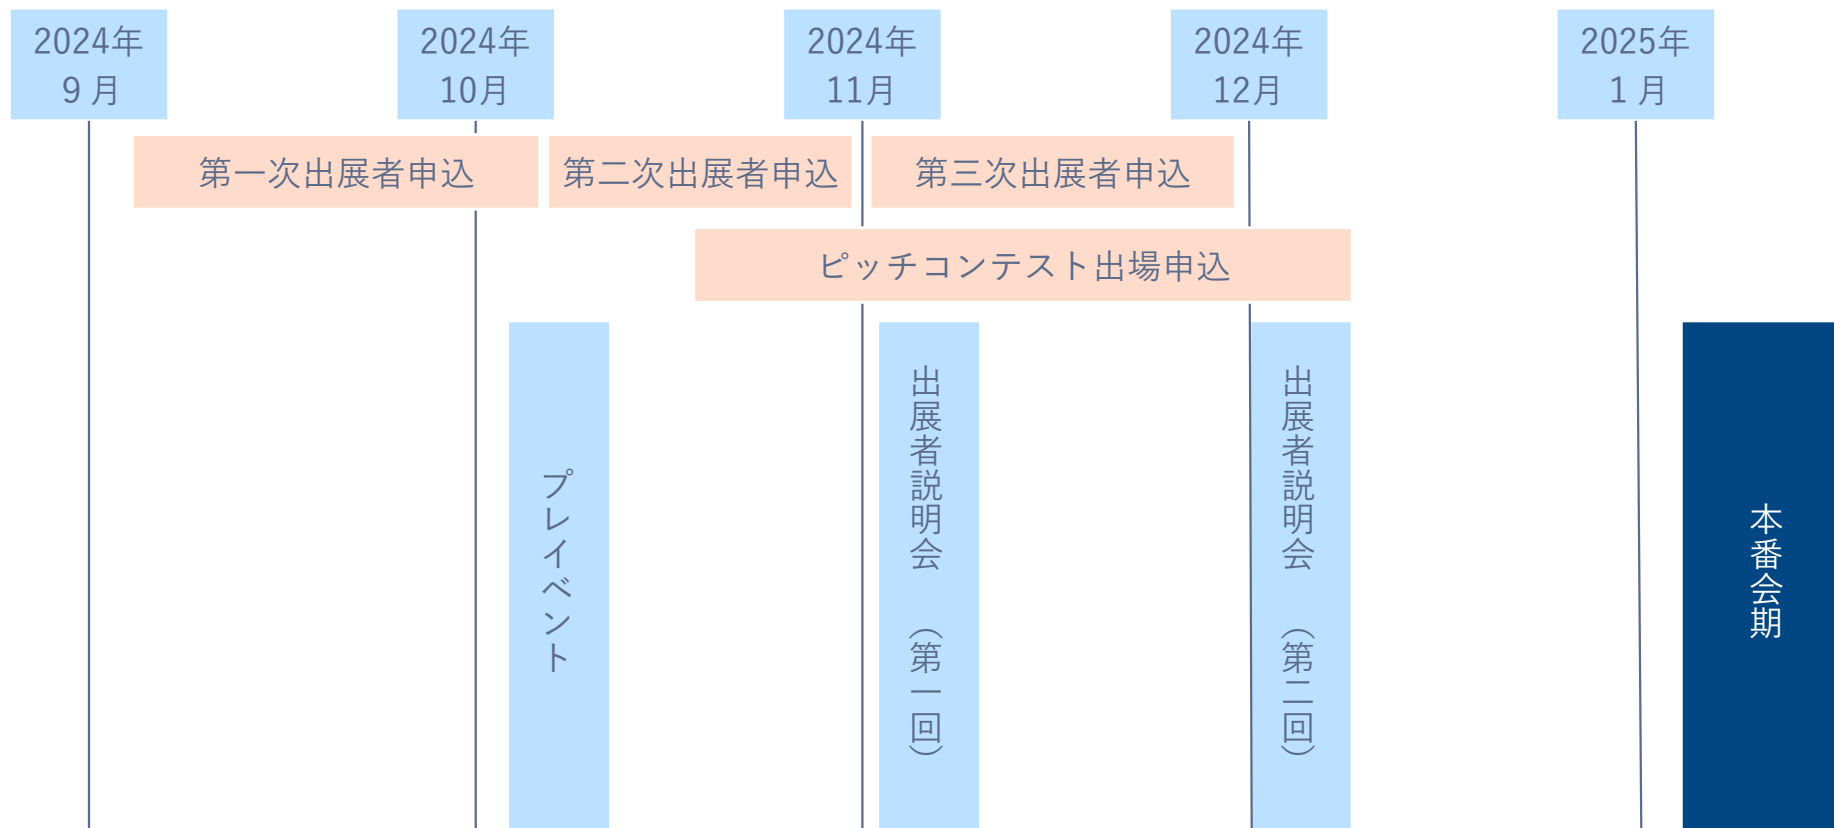 2024年
9月
2024年
10月
2024年
11月
2024年
12月
2025年
1月
第一次出展者申込
第二次出展者申込
第三次出展者申込
ピッチコンテスト出場申込
プレイベント
出展者説明会 (第一回)
出展者説明会 (第二回)
本番会期